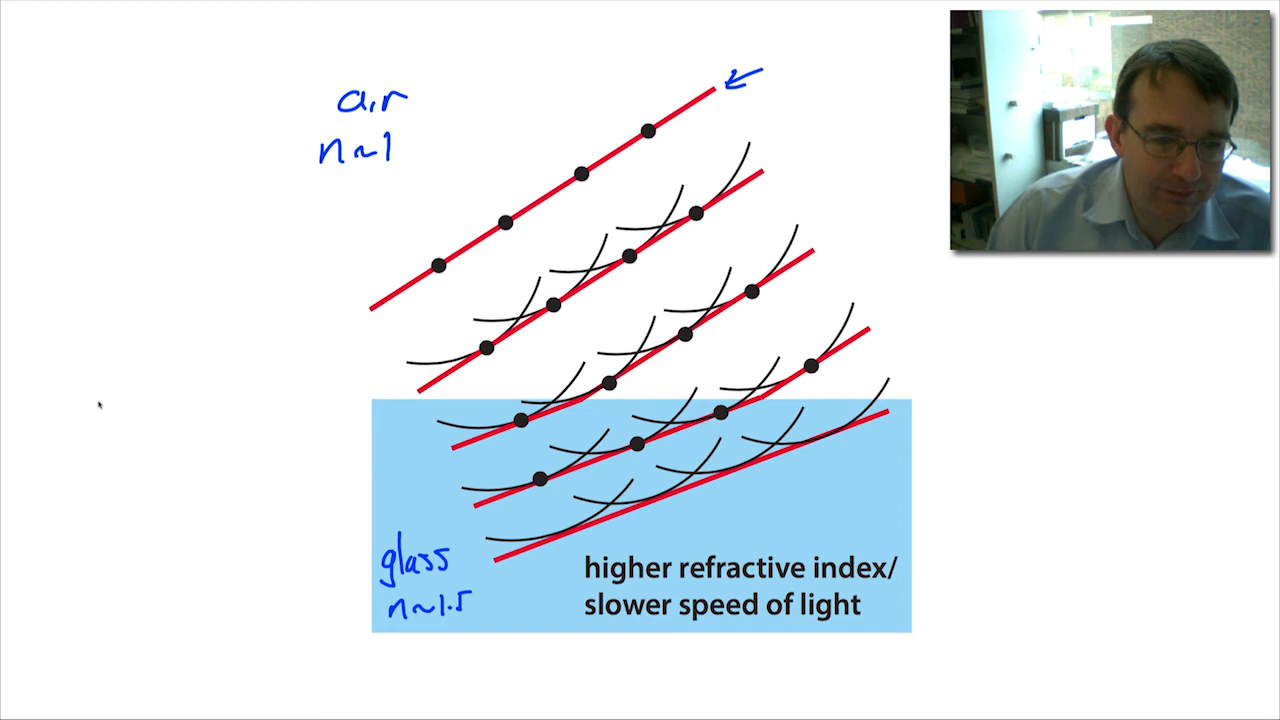 air
n~1
glass
n~1.5
higher refractive index/
slower speed of light